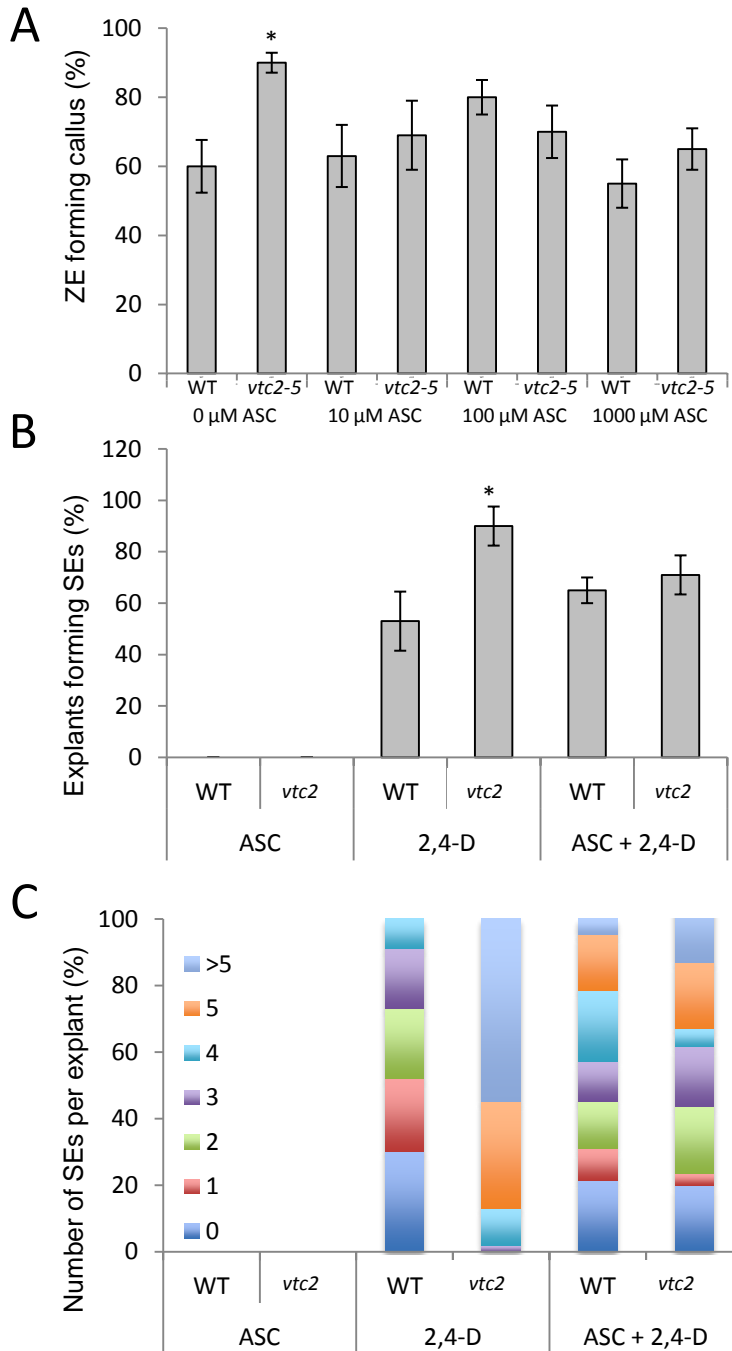 A
ZE forming callus (%)
100
80
60
40
20
0
*
WT vtc2-5 WT vtc2-5 WT vtc2-5 WT vtc2-5
0 µM ASC 10 µM ASC 100 µM ASC 1000 µM ASC
B
Explants forming SEs (%)
120
100
80
60
40
20
0
*
WT vtc2 WT vtc2 WT vtc2
ASC 2,4-D ASC + 2,4-D
C
Number of SEs per explant (%)
100
80
60
40
20
0
>5
5
4
3
2
1
0
WT vtc2 WT vtc2 WT vtc2
ASC 2,4-D ASC + 2,4-D